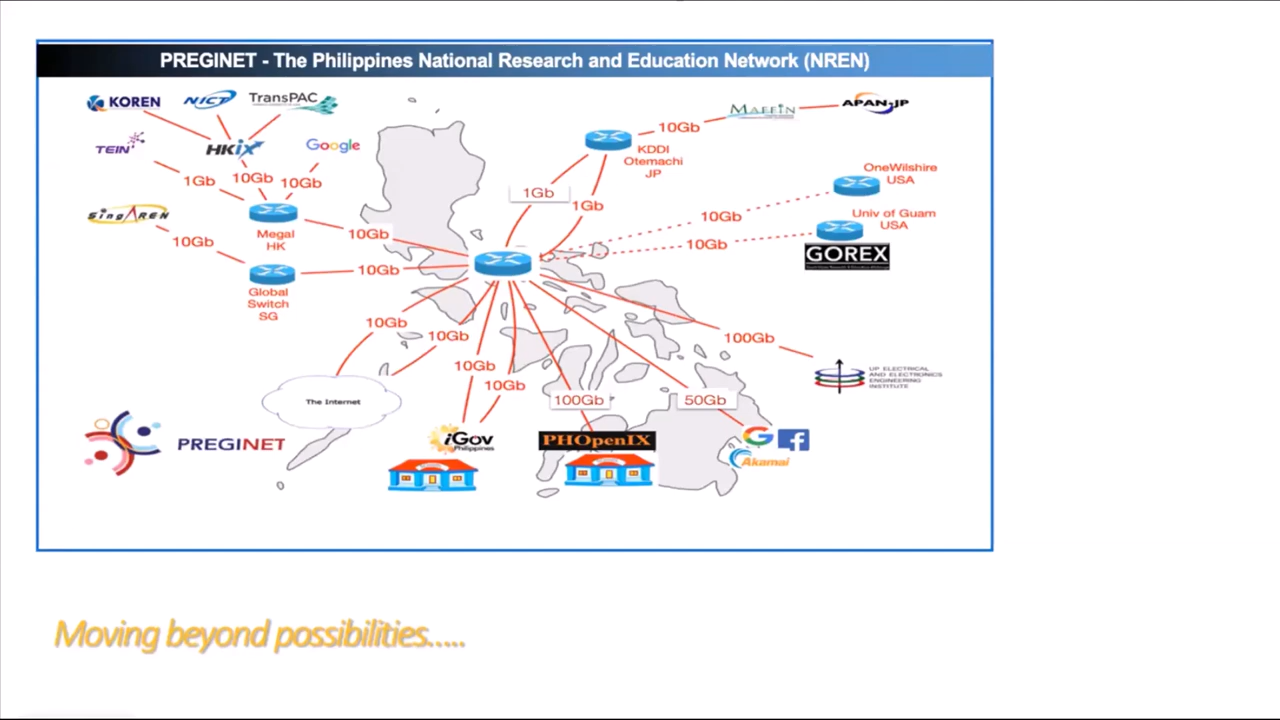 PREGINET - The Philippines National Research and Education Network (NREN)
KOREN
NICT
TransPAC
MAFFIN
APAN-JP
10Gb
TEIN
HKix
Google
KDDI
Otemachi
JP
1Gb
10Gb
10Gb
1Gb
1Gb
OneWilshire
USA
10Gb
SingAREN
Megal
HK
10Gb
10Gb
Univ of Guam
USA
10Gb
GOREX
10Gb
Global
Switch
SG
10Gb
10Gb
10Gb
10Gb
100Gb
UP ELECTRICAL
AND ELECTRONICS
ENGINEERING
INSTITUTE
The Internet
100Gb
50Gb
PREGINET
iGov
Philippines
PHOpenIX
G f
Akamai
Moving beyond possibilities.....